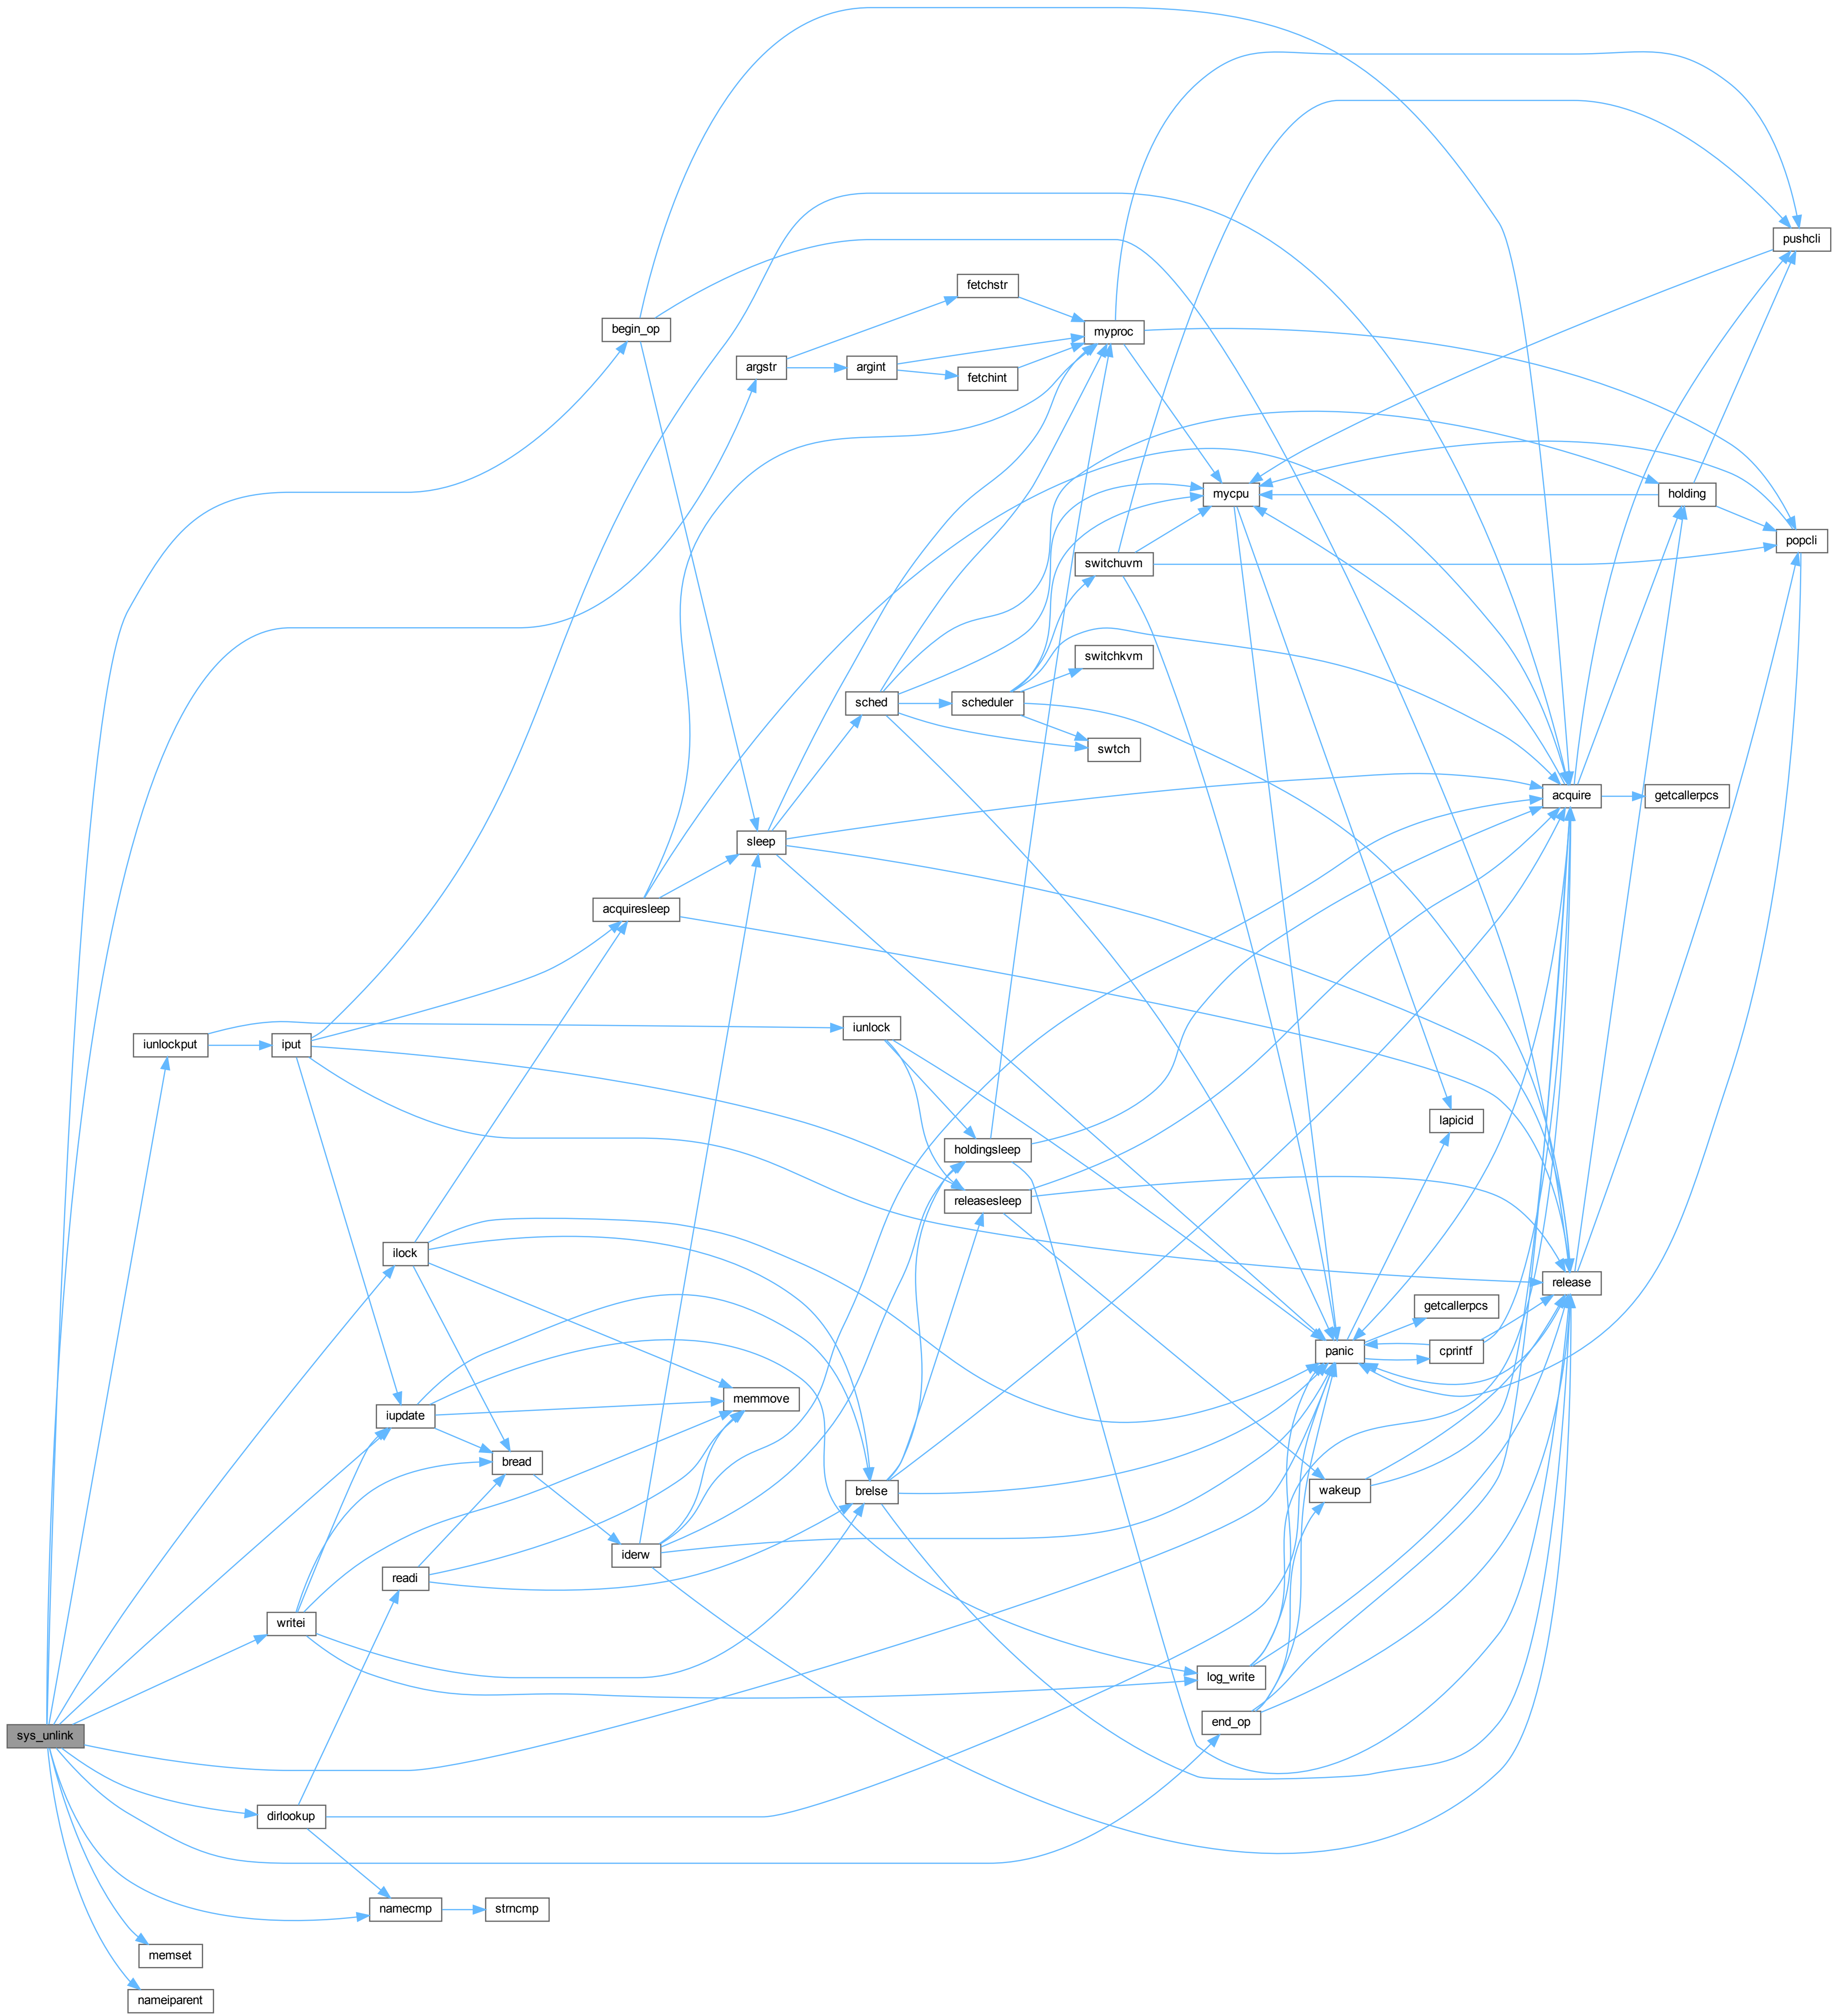 pushcli
fetchstr
begin_op
myproc
argstr
argint
fetchint
mycpu
holding
popcli
switchuvm
switchkvm
sched
scheduler
swtch
acquire
getcallerpcs
sleep
acquiresleep
iunlock
iunlockput
iput
lapicid
holdingsleep
releasesleep
ilock
release
getcallerpcs
panic
cprintf
memmove
iupdate
bread
brelse
wakeup
iderw
readi
writei
log_write
end_op
sys_unlink
dirlookup
namecmp
strncmp
memset
nameiparent